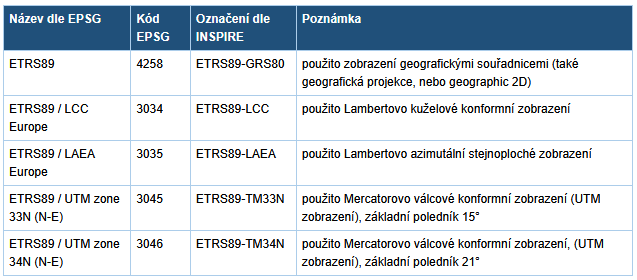 Název dle EPSG Kód EPSG Označení dle INSPIRE Poznámka
ETRS89 4258 ETRS89-GRS80 použito zobrazení geografickými souřadnicemi (také geografická projekce, nebo geographic 2D)
ETRS89 / LCC Europe 3034 ETRS89-LCC použito Lambertovo kuželové konformní zobrazení
ETRS89 / LAEA Europe 3035 ETRS89-LAEA použito Lambertovo azimutální stejnoploché zobrazení
ETRS89 / UTM zone 33N (N-E) 3045 ETRS89-TM33N použito Mercatorovo válcové konformní zobrazení (UTM zobrazení), základní poledník 15°
ETRS89 / UTM zone 34N (N-E) 3046 ETRS89-TM34N použito Mercatorovo válcové konformní zobrazení, (UTM zobrazení), základní poledník 21°